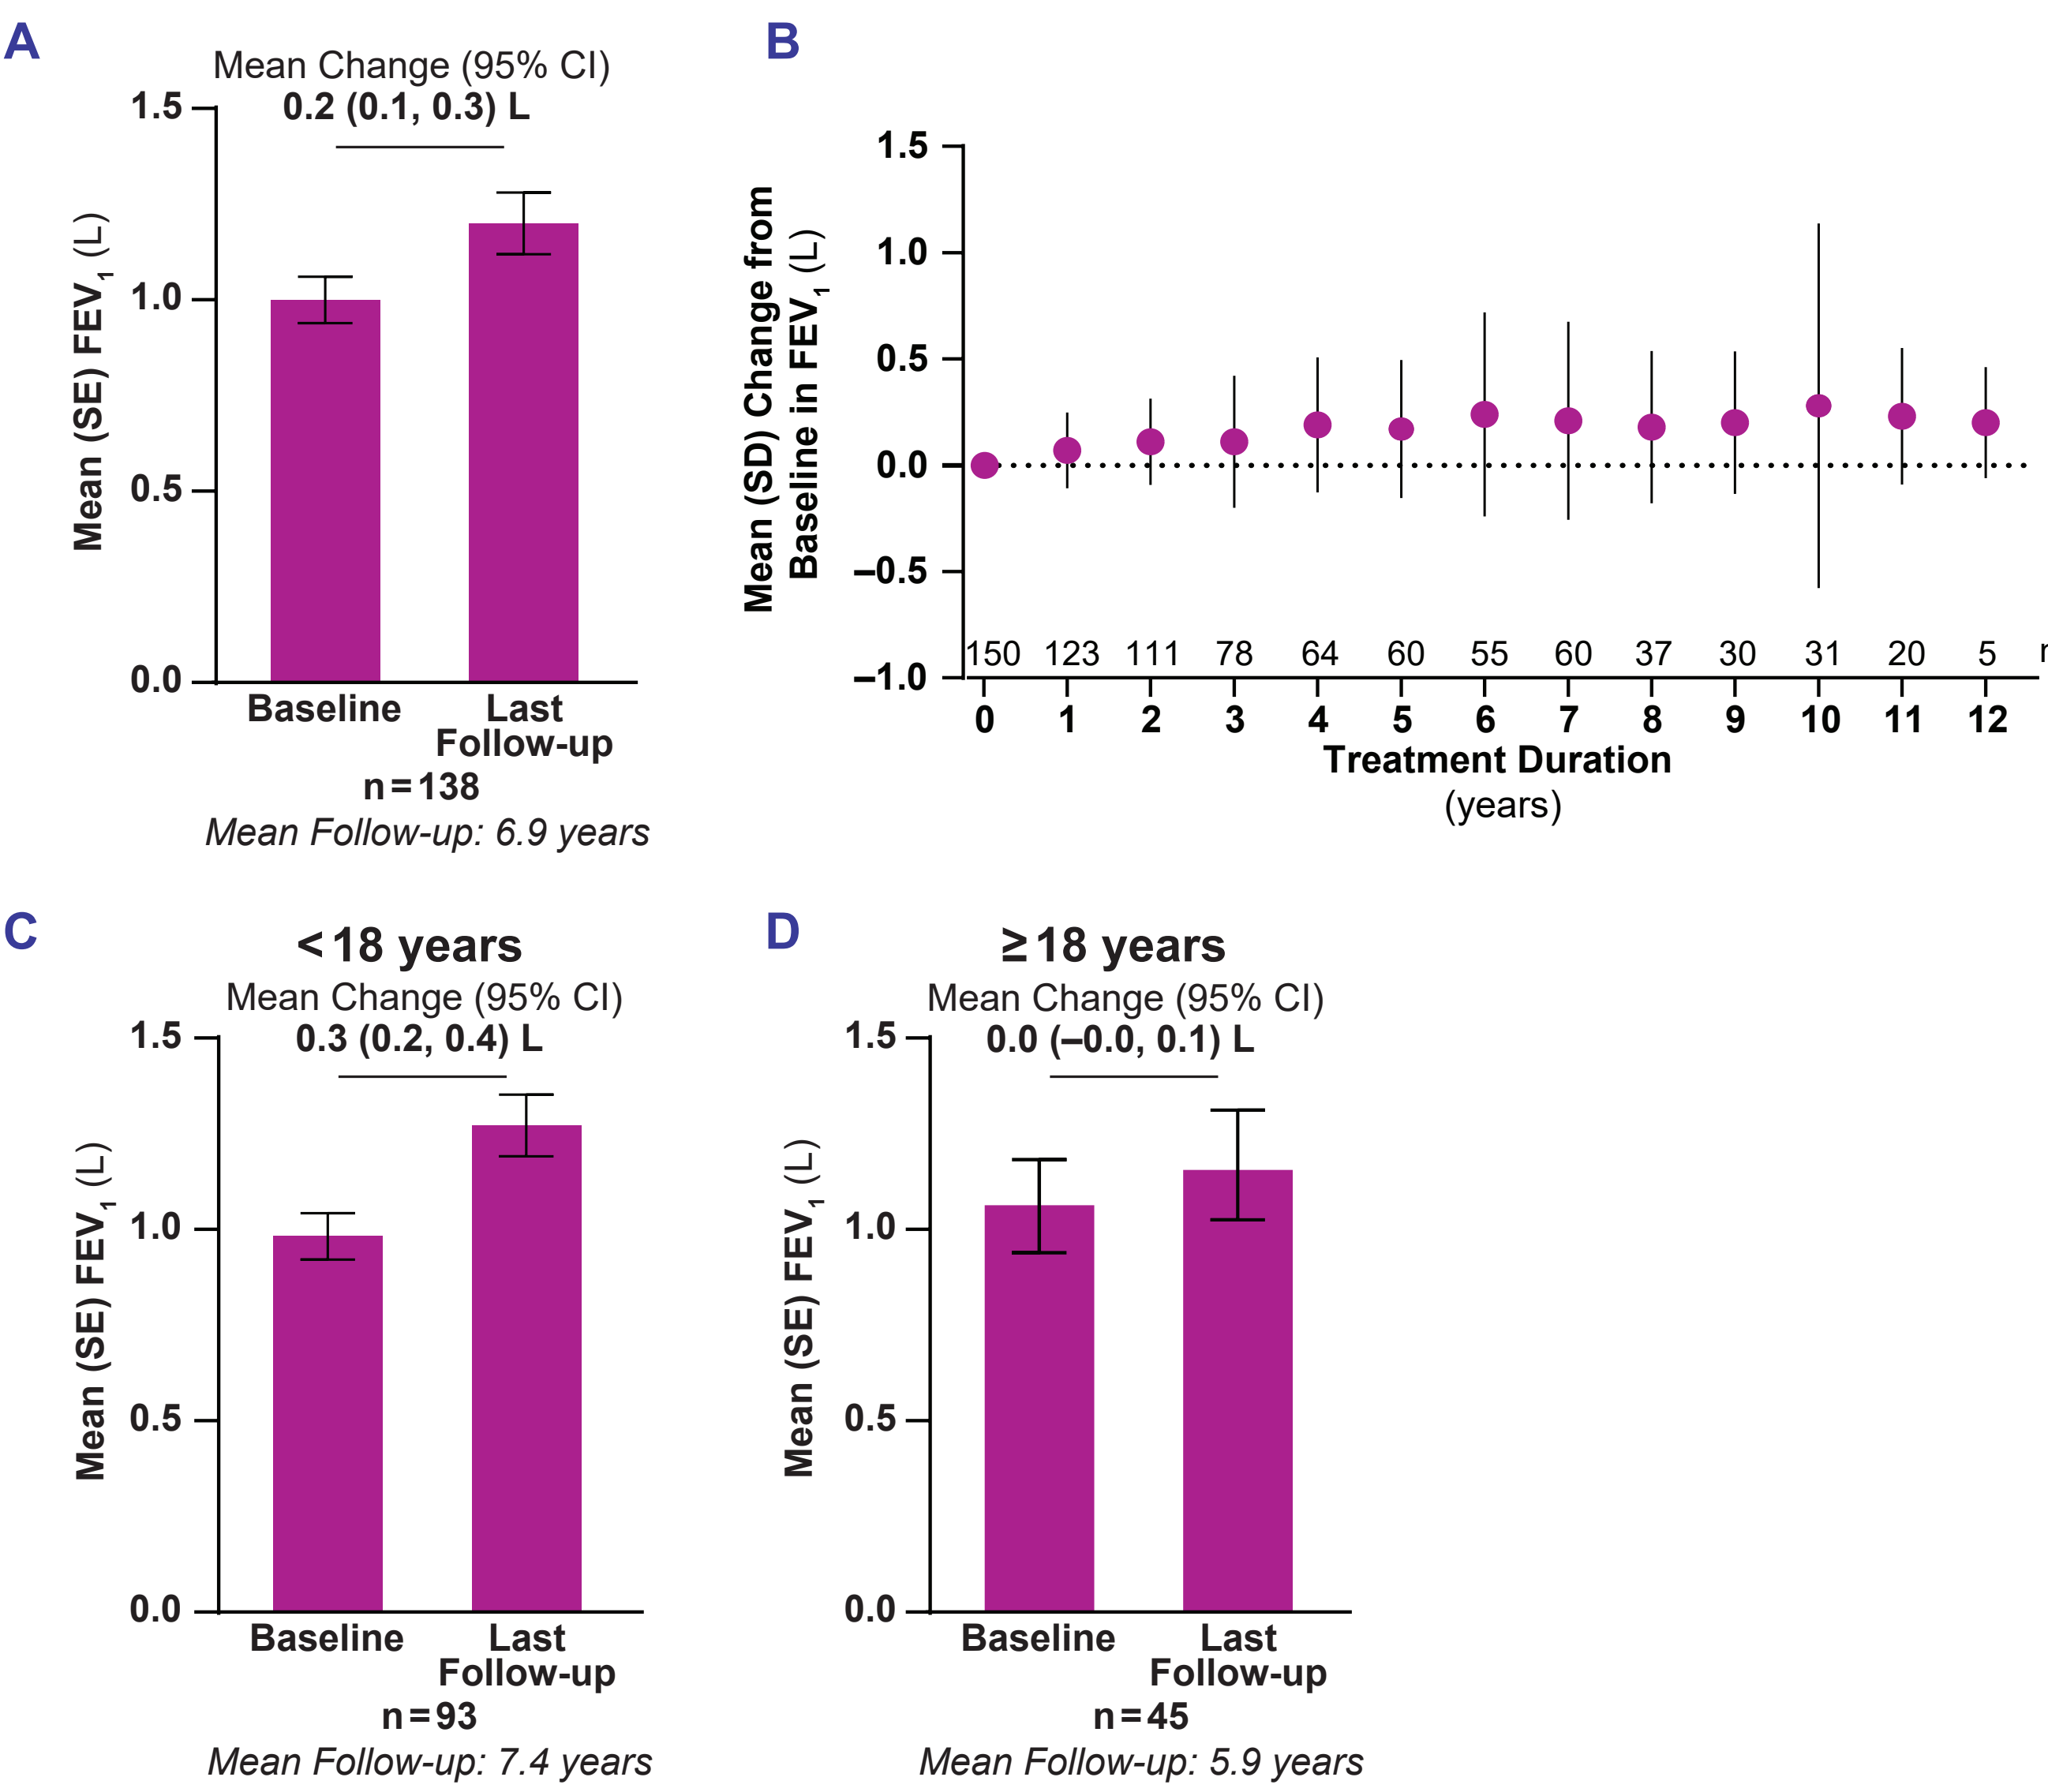 A
Mean Change (95% CI)
0.2 (0.1, 0.3) L
Mean (SE) FEV1 (L)
1.5
1.0
0.5
0.0
Baseline
Last
Follow-up
n=138
Mean Follow-up: 6.9 years
B
Mean (SD) Change from
Baseline in FEV1 (L)
1.5
1.0
0.5
0.0
–0.5
–1.0
150 123 111 78 64 60 55 60 37 30 31 20 5
0 1 2 3 4 5 6 7 8 9 10 11 12
Treatment Duration
(years)
C
<18 years
Mean Change (95% CI)
0.3 (0.2, 0.4) L
Mean (SE) FEV1 (L)
1.5
1.0
0.5
0.0
Baseline
Last
Follow-up
n=93
Mean Follow-up: 7.4 years
D
≥18 years
Mean Change (95% CI)
0.0 (–0.0, 0.1) L
Mean (SE) FEV1 (L)
1.5
1.0
0.5
0.0
Baseline
Last
Follow-up
n=45
Mean Follow-up: 5.9 years